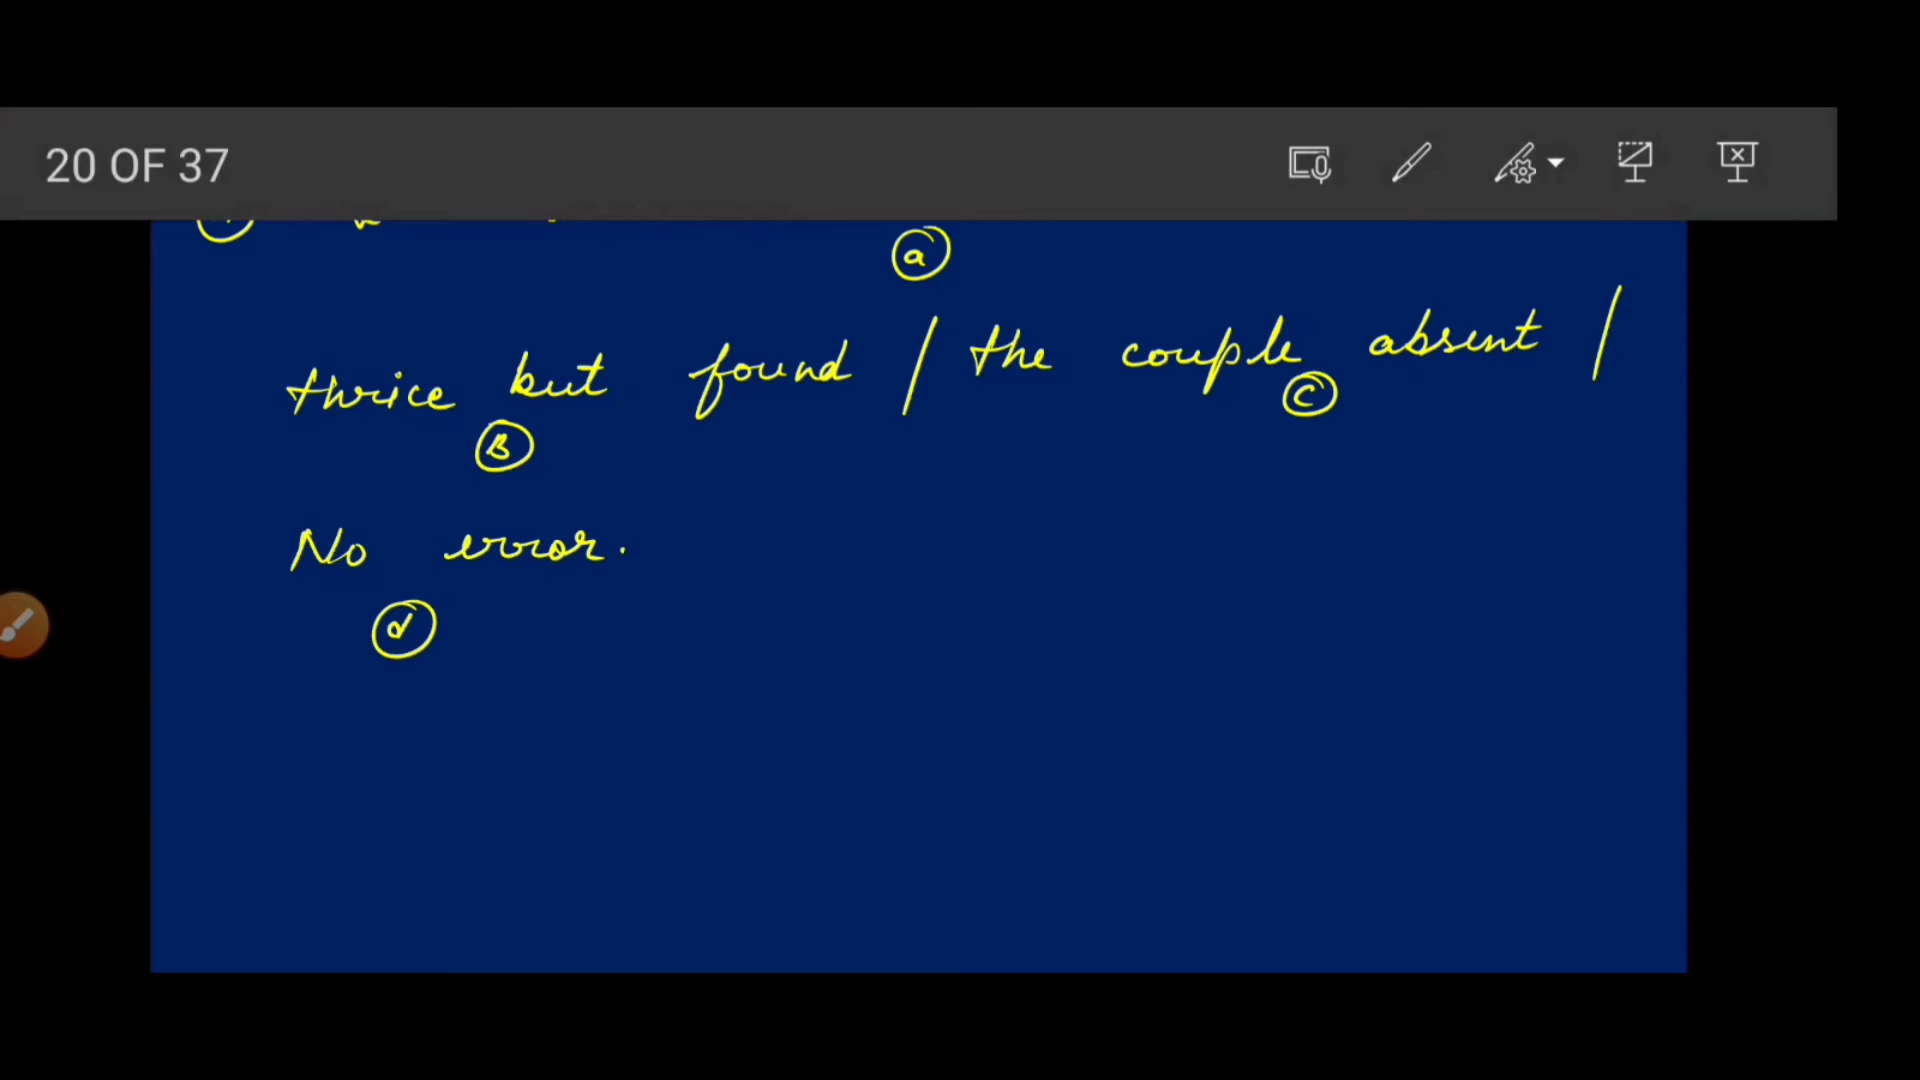 20 OF 37
a
thrice but found / the couple absent /
B C
No error.
d